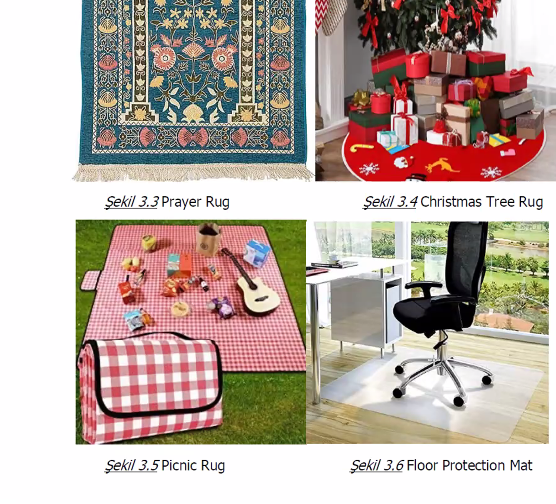 Şekil 3.3 Prayer Rug
Şekil 3.4 Christmas Tree Rug
Şekil 3.5 Picnic Rug
Şekil 3.6 Floor Protection Mat